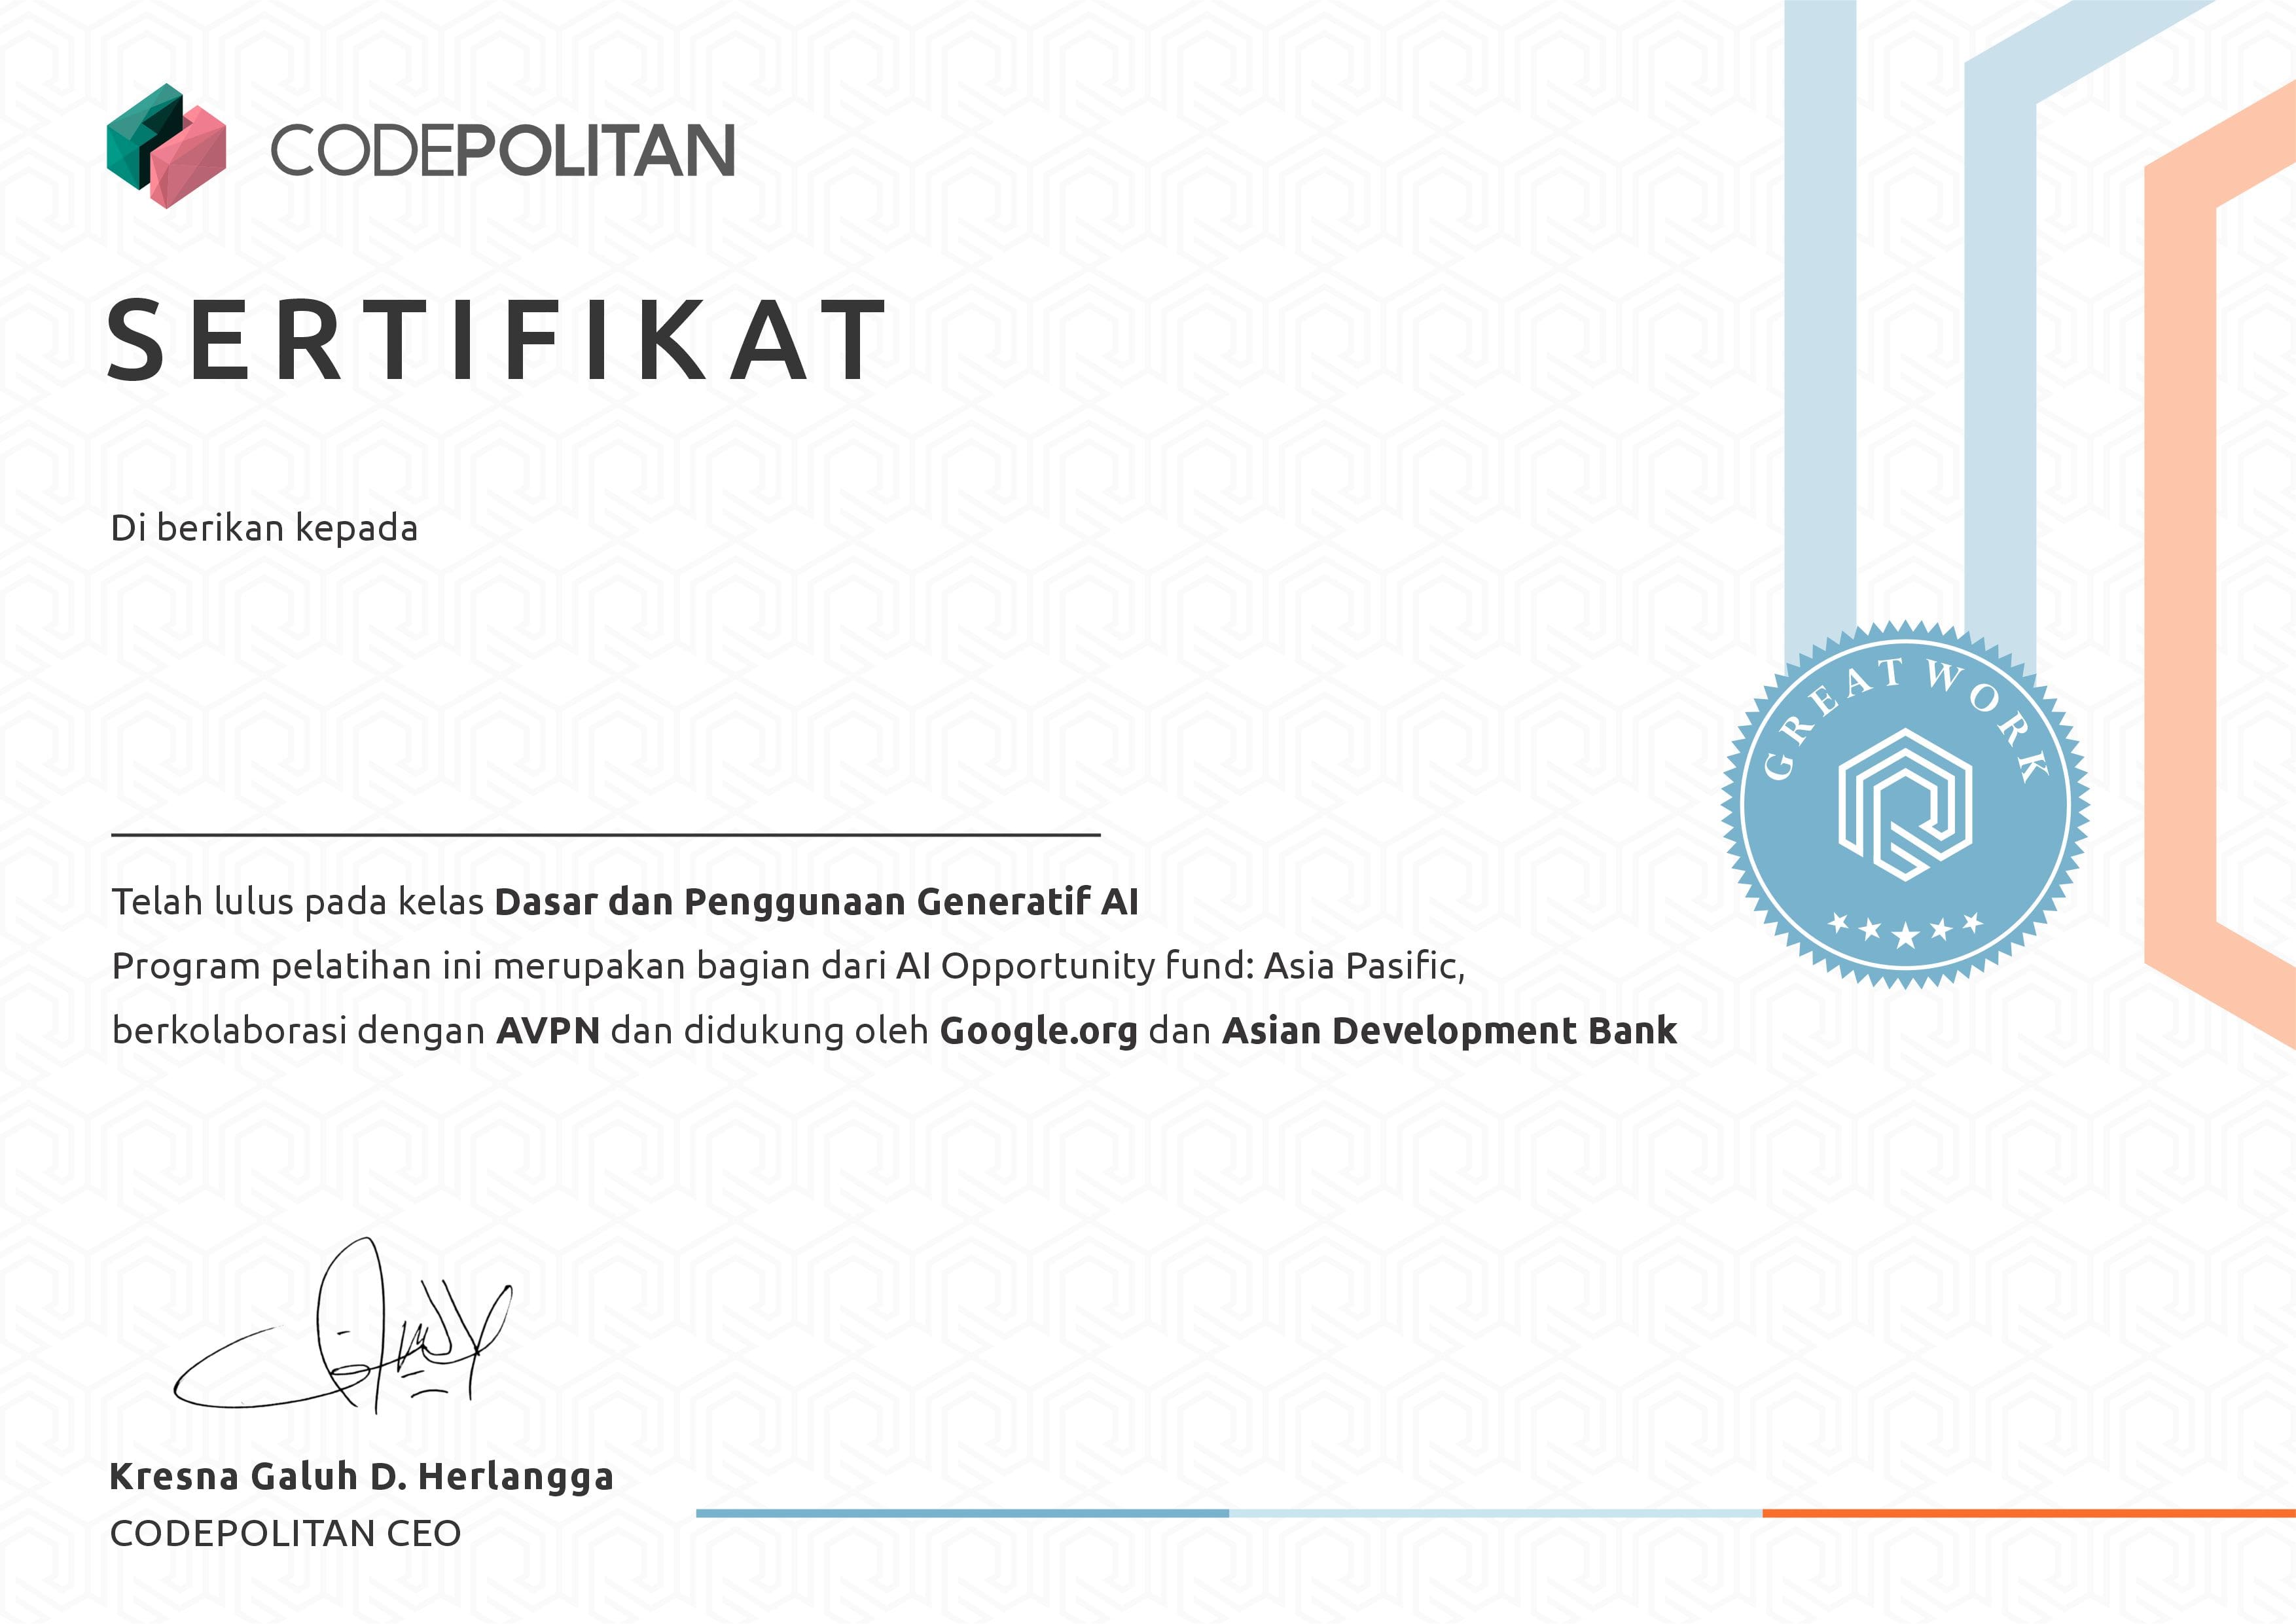 CODEPOLITAN
SERTIFIKAT
Di berikan kepada
GREAT WORK
Telah lulus pada kelas Dasar dan Penggunaan Generatif AI
Program pelatihan ini merupakan bagian dari AI Opportunity fund: Asia Pasific,
berkolaborasi dengan AVPN dan didukung oleh Google.org dan Asian Development Bank
Kresna Galuh D. Herlangga
CODEPOLITAN CEO